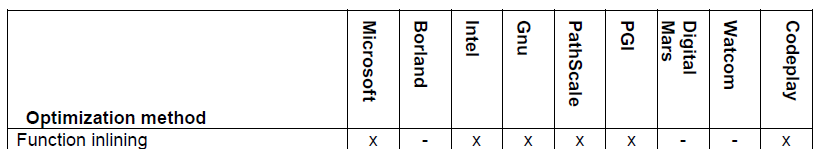 Optimization method Microsoft Borland Intel Gnu PathScale PGI Digital Mars Watcom Codeplay
Function inlining x - x x x x - - x